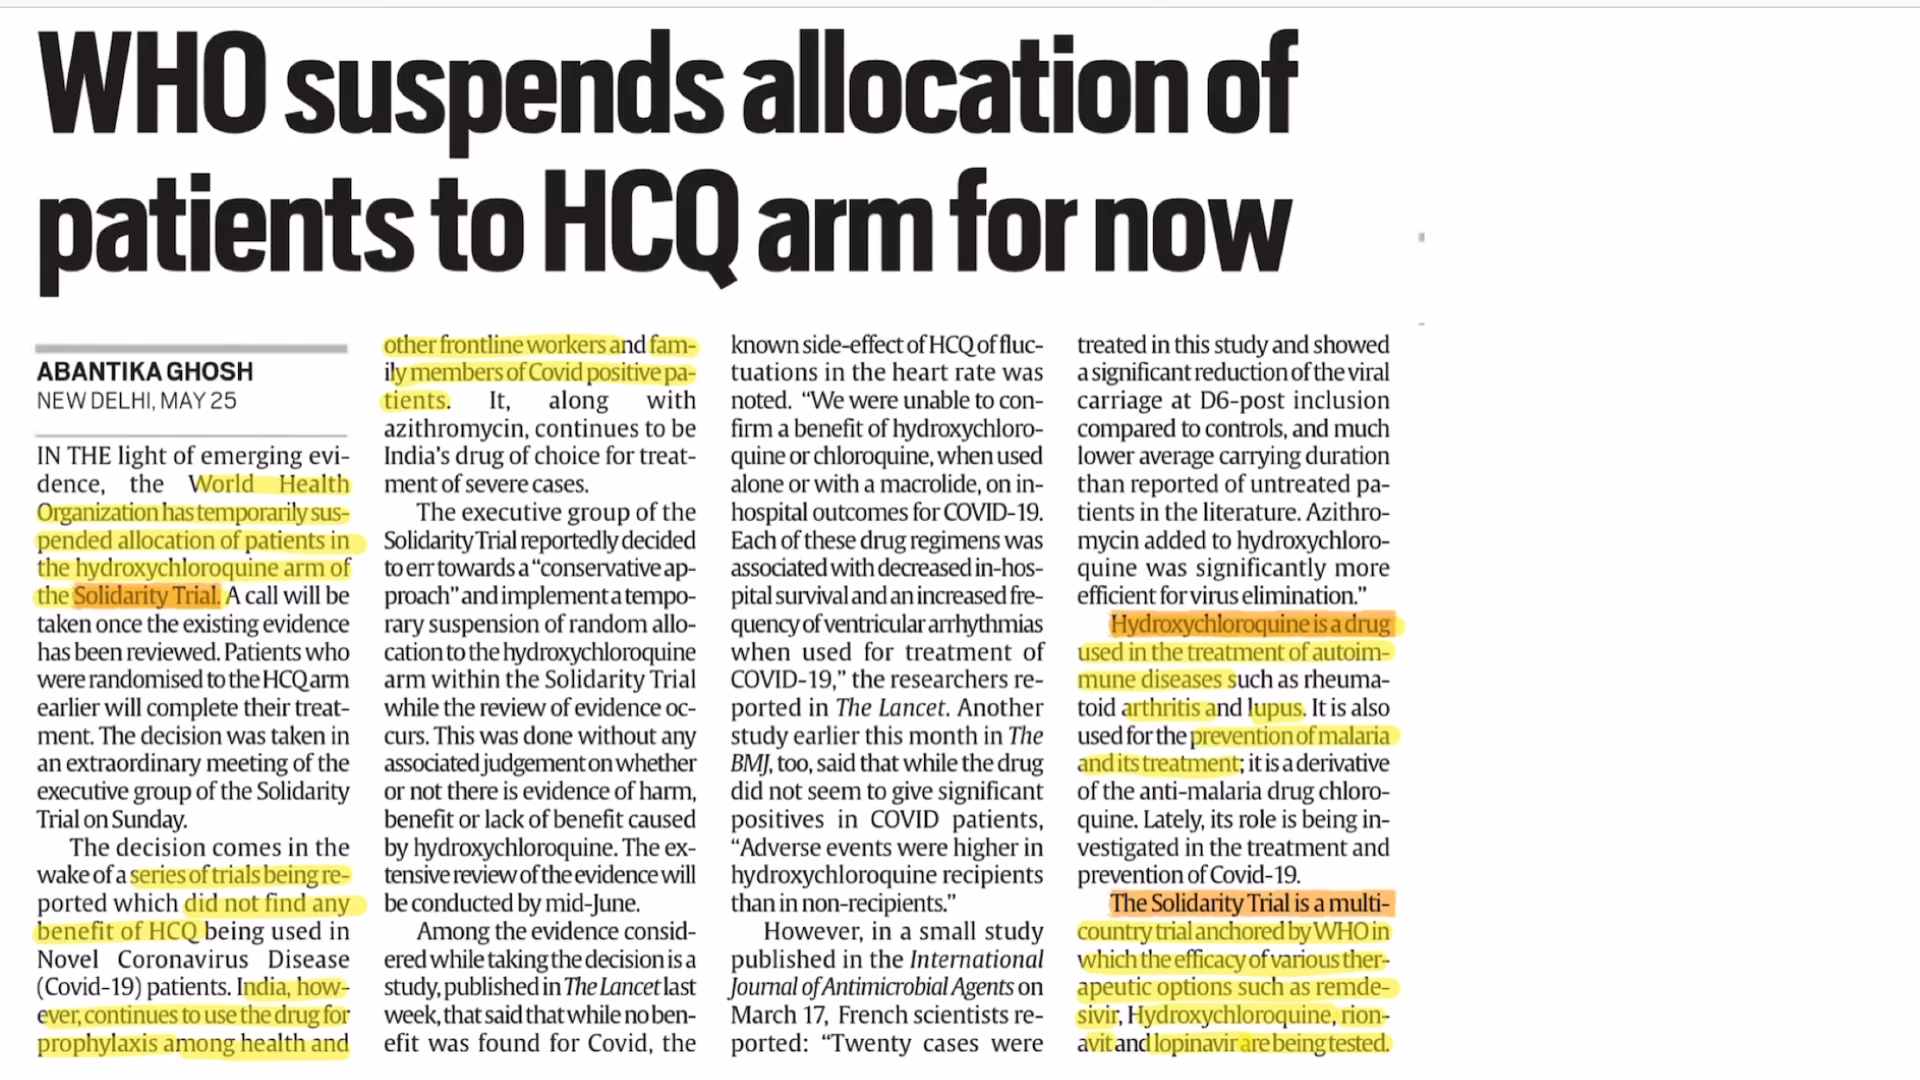 WHO suspends allocation of
patients to HCQ arm for now
ABANTIKA GHOSH
NEW DELHI, MAY 25
IN THE light of emerging evi-
dence, the World Health
Organization has temporarily sus-
pended allocation of patients in
the hydroxychloroquine arm of
the Solidarity Trial. A call will be
taken once the existing evidence
has been reviewed. Patients who
were randomised to the HCQ arm
earlier will complete their treat-
ment. The decision was taken in
an extraordinary meeting of the
executive group of the Solidarity
Trial on Sunday.
The decision comes in the
wake of a series of trials being re-
ported which did not find any
benefit of HCQ being used in
Novel Coronavirus Disease
(Covid-19) patients. India, how-
ever, continues to use the drug for
prophylaxis among health and
other frontline workers and fam-
ily members of Covid positive pa-
tients. It, along with
azithromycin, continues to be
India's drug of choice for treat-
ment of severe cases.
The executive group of the
Solidarity Trial reportedly decided
to err towards a “conservative ap-
proach” and implement a tempo-
rary suspension of random allo-
cation to the hydroxychloroquine
arm within the Solidarity Trial
while the review of evidence oc-
curs. This was done without any
associated judgement on whether
or not there is evidence of harm,
benefit or lack of benefit caused
by hydroxychloroquine. The ex-
tensive review of the evidence will
be conducted by mid-June.
Among the evidence consid-
ered while taking the decision is a
study, published in The Lancet last
week, that said that while no ben-
efit was found for Covid, the
known side-effect of HCQ of fluc-
tuations in the heart rate was
noted. “We were unable to con-
firm a benefit of hydroxychloro-
quine or chloroquine, when used
alone or with a macrolide, on in-
hospital outcomes for COVID-19.
Each of these drug regimens was
associated with decreased in-hos-
pital survival and an increased fre-
quency of ventricular arrhythmias
when used for treatment of
COVID-19,” the researchers re-
ported in The Lancet. Another
study earlier this month in The
BMJ, too, said that while the drug
did not seem to give significant
positives in COVID patients,
“Adverse events were higher in
hydroxychloroquine recipients
than in non-recipients.”
However, in a small study
published in the International
Journal of Antimicrobial Agents on
March 17, French scientists re-
ported: “Twenty cases were
treated in this study and showed
a significant reduction of the viral
carriage at D6-post inclusion
compared to controls, and much
lower average carrying duration
than reported of untreated pa-
tients in the literature. Azithro-
mycin added to hydroxychloro-
quine was significantly more
efficient for virus elimination.”
Hydroxychloroquine is a drug
used in the treatment of autoim-
mune diseases such as rheuma-
toid arthritis and lupus. It is also
used for the prevention of malaria
and its treatment; it is a derivative
of the anti-malaria drug chloro-
quine. Lately, its role is being in-
vestigated in the treatment and
prevention of Covid-19.
The Solidarity Trial is a multi-
country trial anchored by WHO in
which the efficacy of various ther-
apeutic options such as remde-
sivir, Hydroxychloroquine, rion-
avit and lopinavir are being tested.